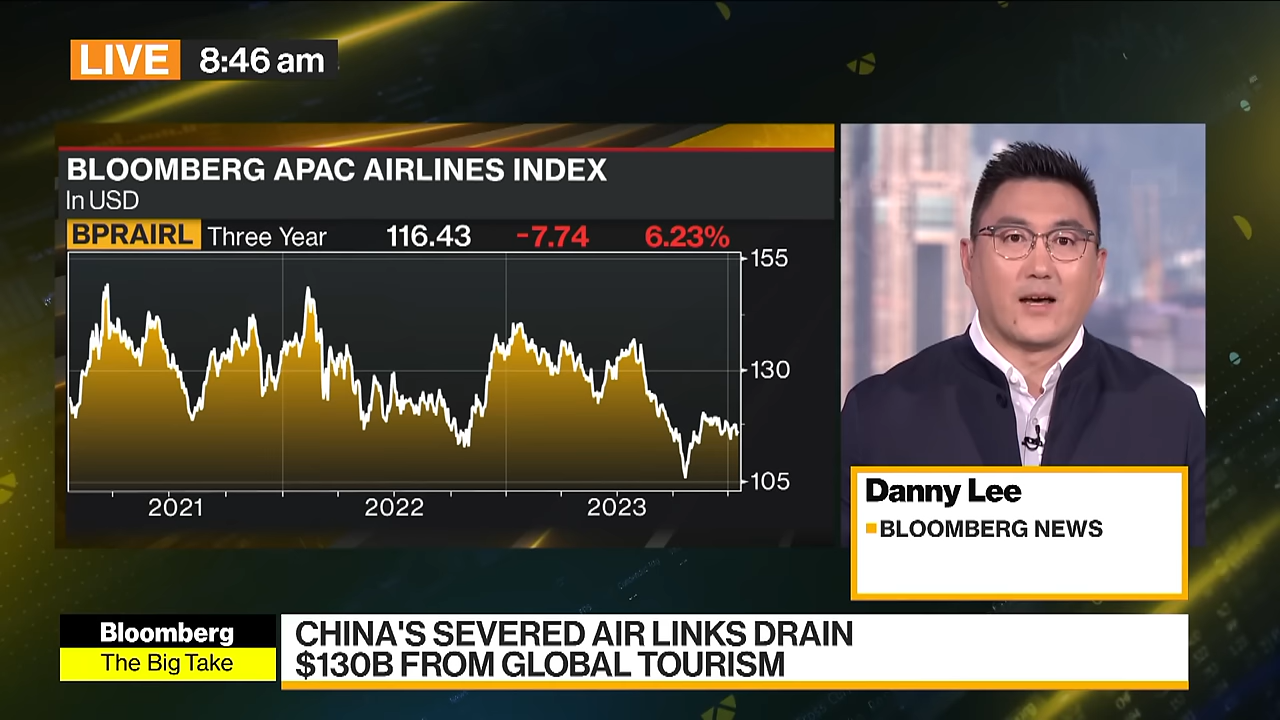 LIVE 8:46 am
BLOOMBERG APAC AIRLINES INDEX
In USD
BPRAIRL Three Year 116.43 -7.74 6.23%
155
130
105
2021 2022 2023
Danny Lee
BLOOMBERG NEWS
Bloomberg
The Big Take
CHINA'S SEVERED AIR LINKS DRAIN
$130B FROM GLOBAL TOURISM